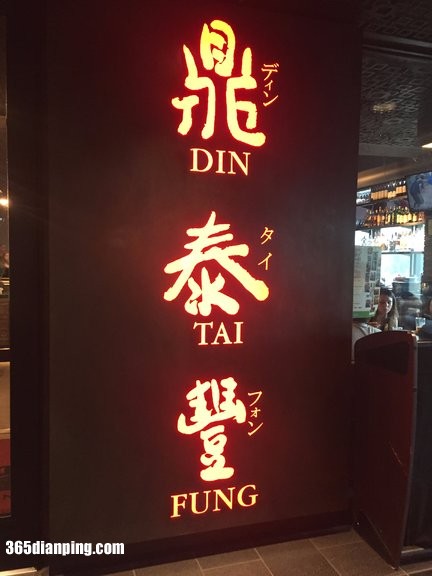 鼎
ディン
DIN
泰
タイ
TAI
豐
フォン
FUNG
365dianping.com